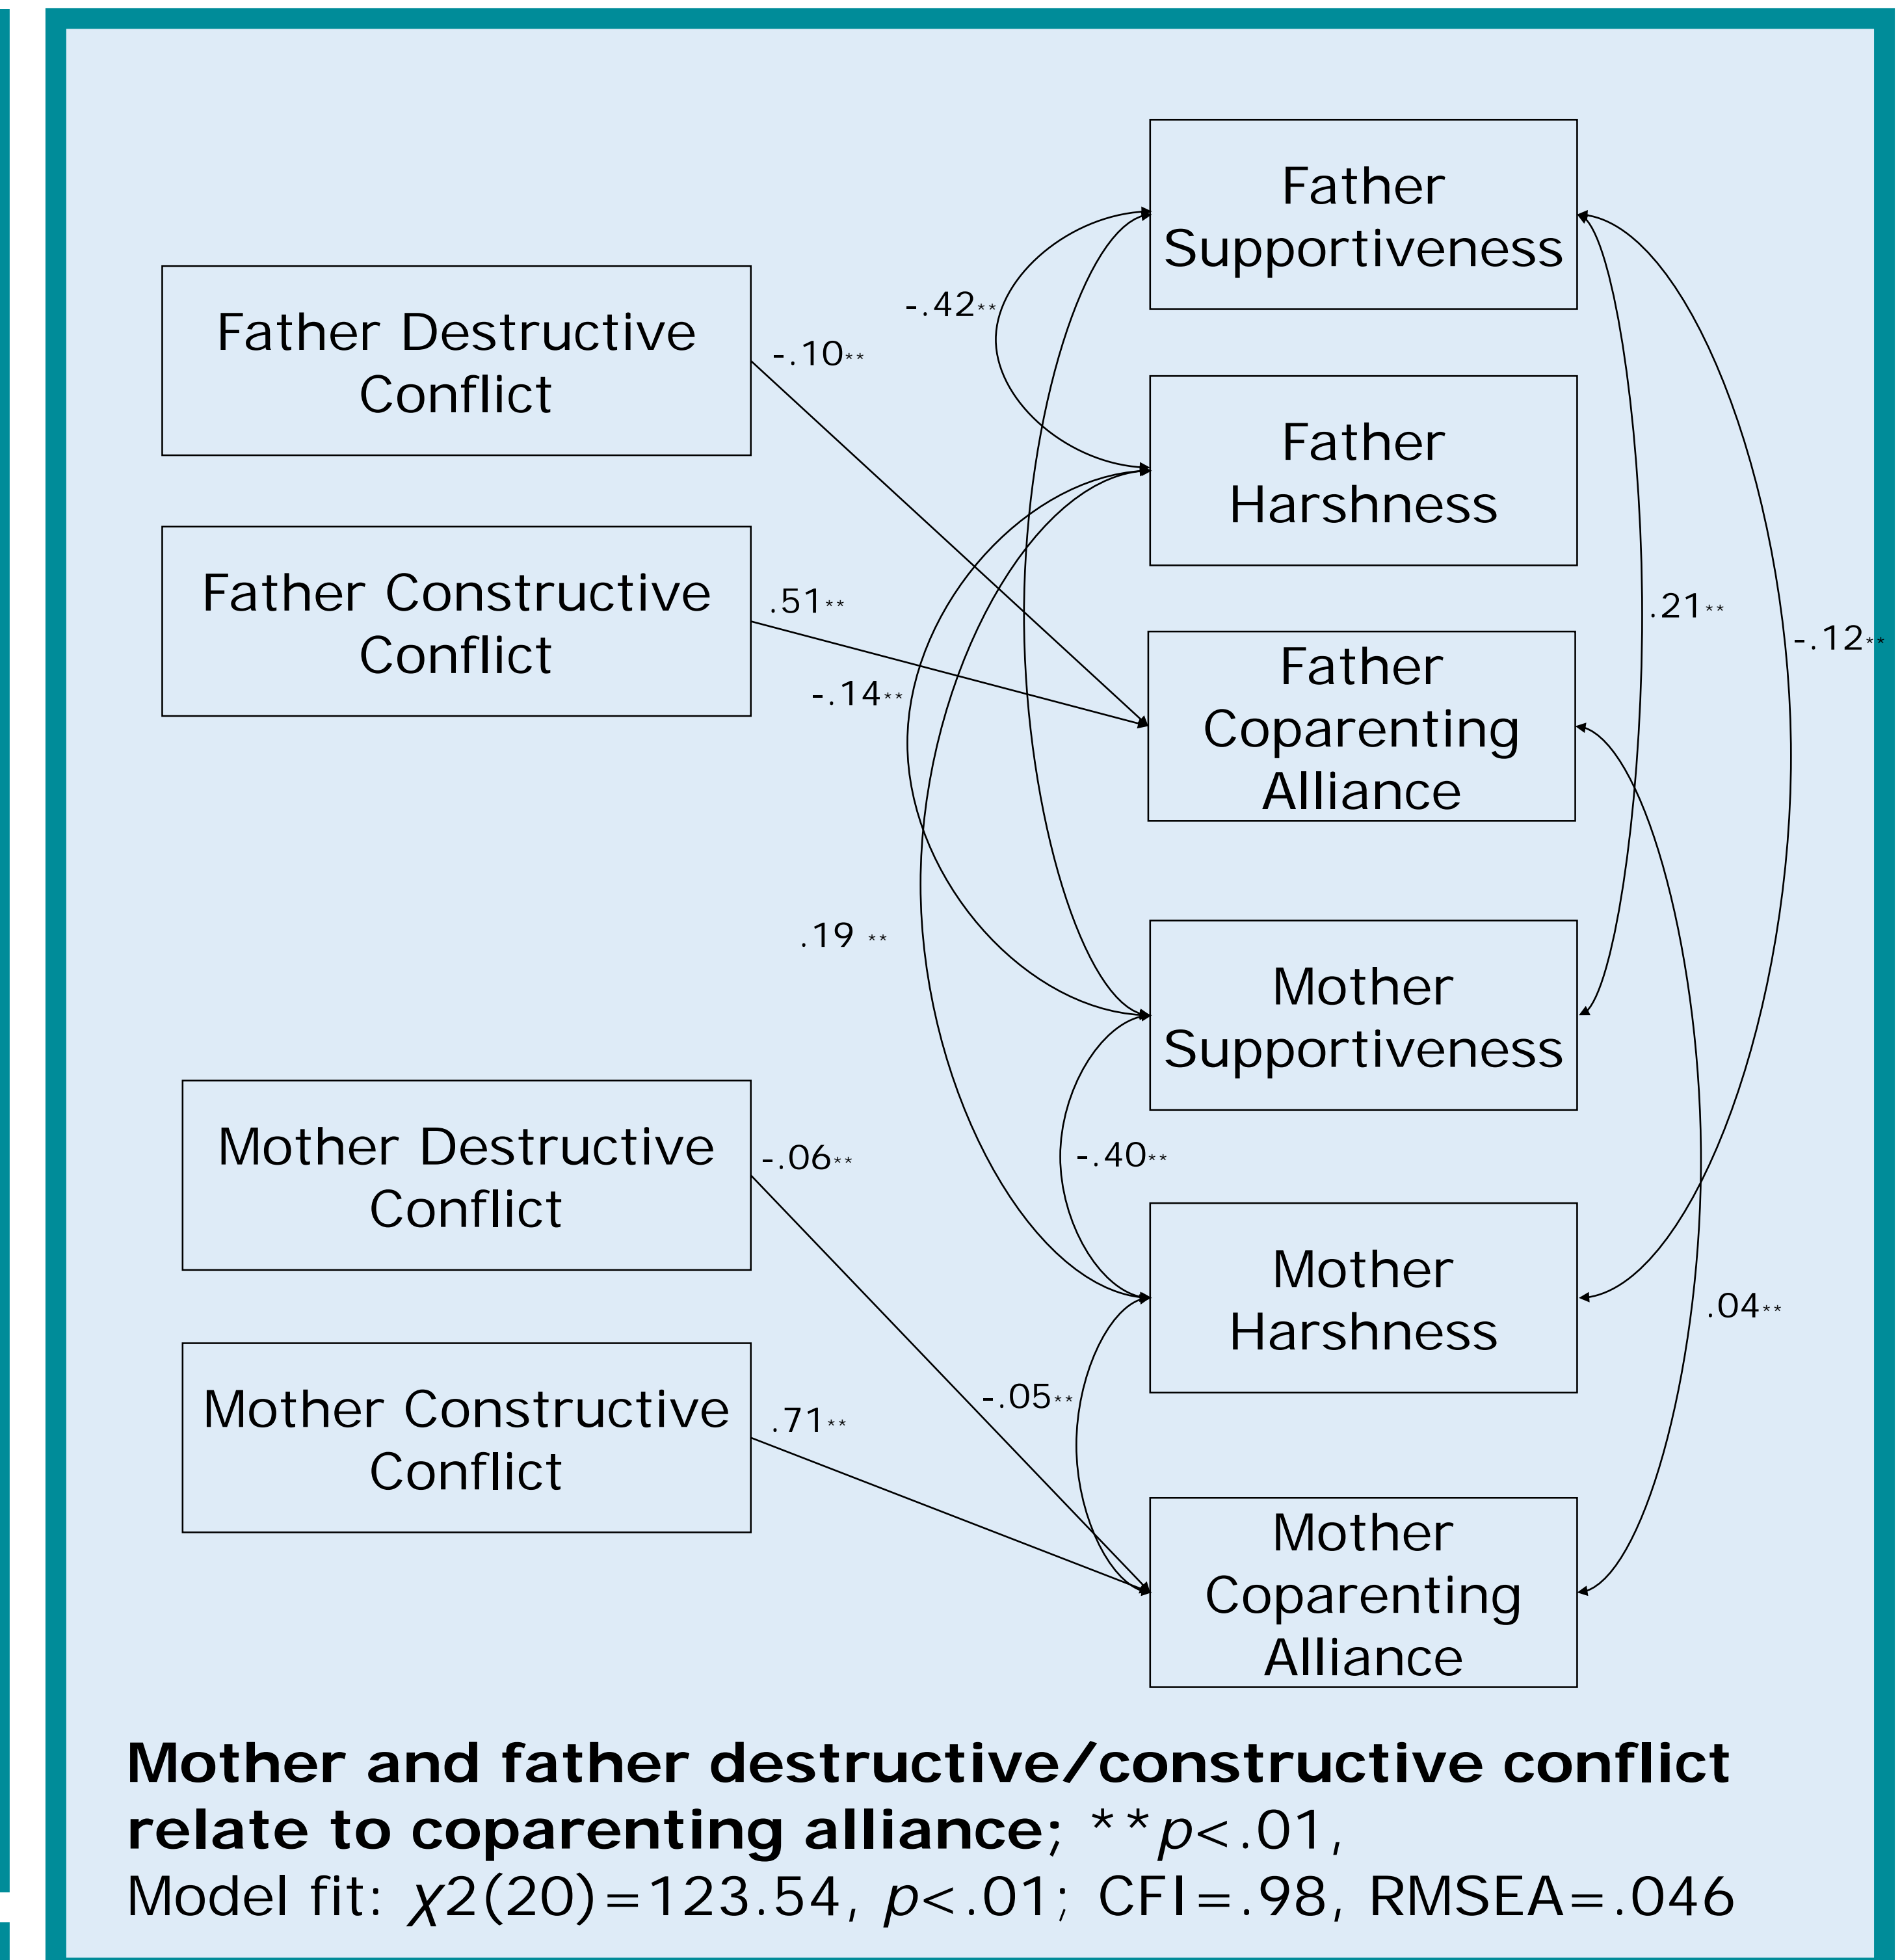 Father
Supportiveness
-.42**
Father Destructive
Conflict
-.10**
Father
Harshness
Father Constructive
Conflict
.51**
.21**
-.12**
Father
Coparenting
Alliance
-.14**
.19 **
Mother
Supportiveness
Mother Destructive
Conflict
-.06**
-.40**
Mother
Harshness
.04**
Mother Constructive
Conflict
.71**
-.05**
Mother
Coparenting
Alliance
Mother and father destructive/constructive conflict
relate to coparenting alliance; **p<.01,
Model fit: χ2(20)=123.54, p<.01; CFI=.98, RMSEA=.046